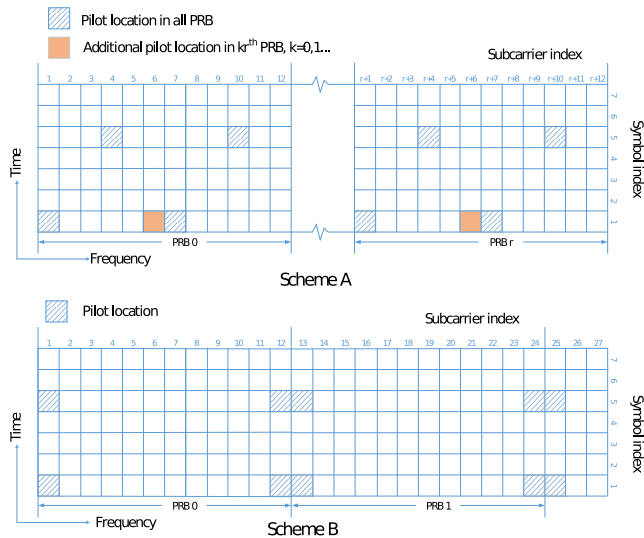 Pilot location in all PRB
Additional pilot location in krth PRB, k=0,1...
Subcarrier index
1 2 3 4 5 6 7 8 9 10 11 12
r+1 r+2 r+3 r+4 r+5 r+6 r+7 r+8 r+9 r+10 r+11 r+12
7
6
5
4
3
2
1
Symbol index
Time
Frequency
PRB 0
PRB r
Scheme A
Pilot location
Subcarrier index
1 2 3 4 5 6 7 8 9 10 11 12 13 14 15 16 17 18 19 20 21 22 23 24 25 26 27
7
6
5
4
3
2
1
Symbol index
Time
Frequency
PRB 0
PRB 1
Scheme B